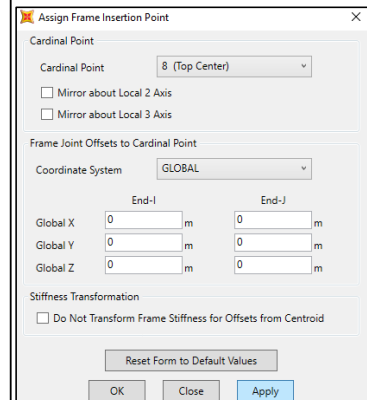 Assign Frame Insertion Point
Cardinal Point
Cardinal Point 8 (Top Center)
Mirror about Local 2 Axis
Mirror about Local 3 Axis
Frame Joint Offsets to Cardinal Point
Coordinate System GLOBAL
End-I End-J
Global X 0 m 0 m
Global Y 0 m 0 m
Global Z 0 m 0 m
Stiffness Transformation
Do Not Transform Frame Stiffness for Offsets from Centroid
Reset Form to Default Values
OK Close Apply